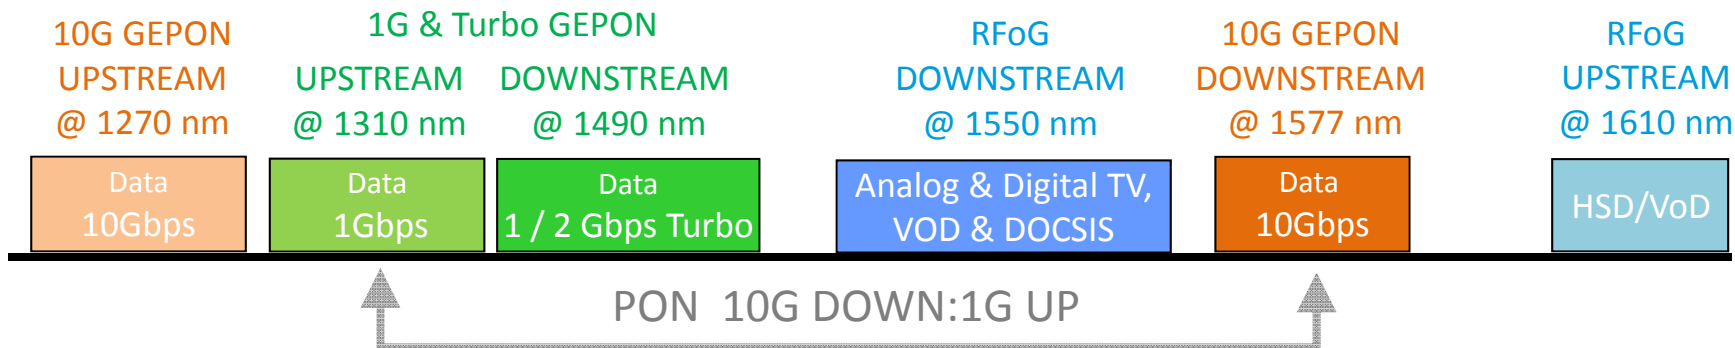 10G GEPON
UPSTREAM
@ 1270 nm
1G & Turbo GEPON
UPSTREAM
@ 1310 nm
DOWNSTREAM
@ 1490 nm
RFoG
DOWNSTREAM
@ 1550 nm
10G GEPON
DOWNSTREAM
@ 1577 nm
RFoG
UPSTREAM
@ 1610 nm
Data
10Gbps
Data
1Gbps
Data
1 / 2 Gbps Turbo
Analog & Digital TV,
VOD & DOCSIS
Data
10Gbps
HSD/VoD
PON 10G DOWN:1G UP